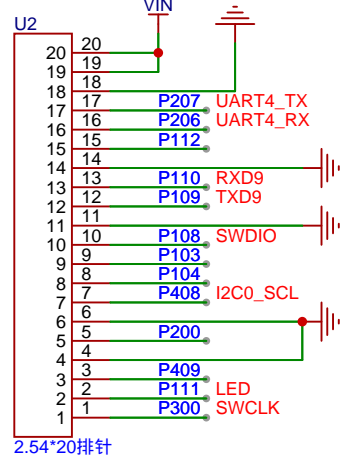 VIN
U2
20 20
19 19
18 18
17 17 P207 UART4_TX
16 16 P206 UART4_RX
15 15 P112
14 14
13 13 P110 RXD9
12 12 P109 TXD9
11 11
10 10 P108 SWDIO
9 9 P103
8 8 P104
7 7 P408 I2C0_SCL
6 6
5 5 P200
4 4
3 3 P409
2 2 P111 LED
1 1 P300 SWCLK
2.54*20排针